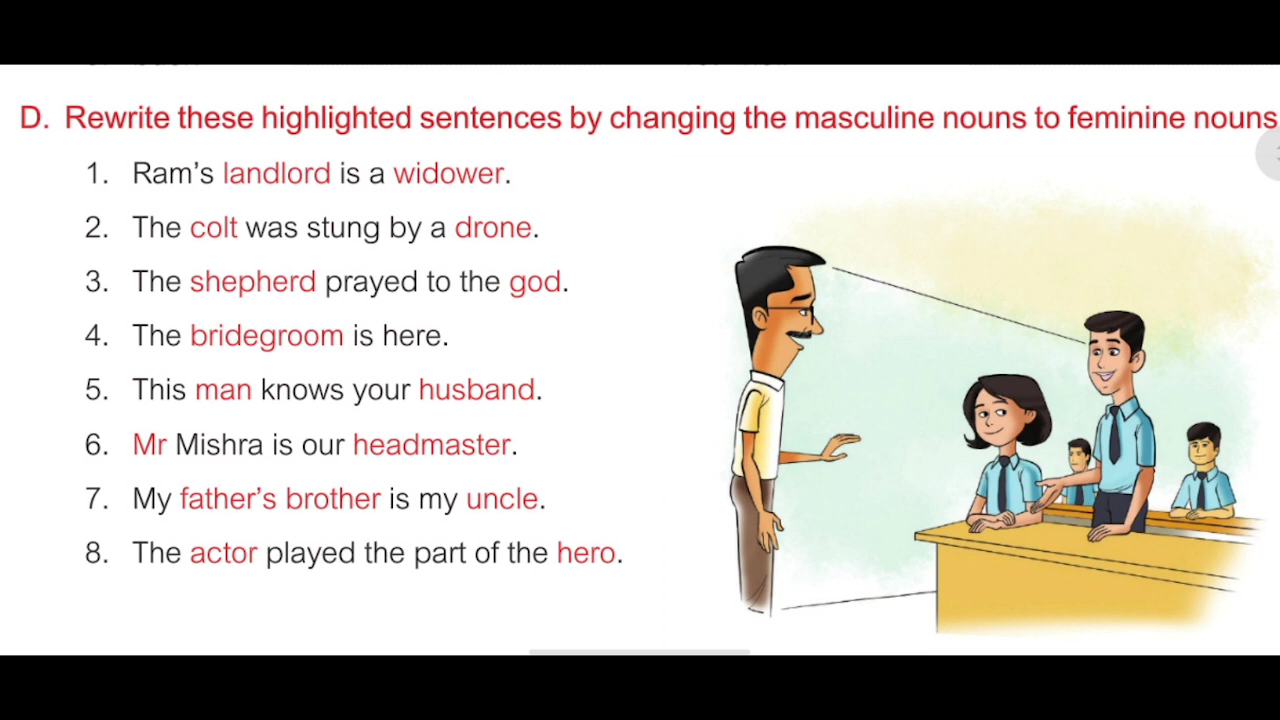 D. Rewrite these highlighted sentences by changing the masculine nouns to feminine nouns
1. Ram's landlord is a widower.
2. The colt was stung by a drone.
3. The shepherd prayed to the god.
4. The bridegroom is here.
5. This man knows your husband.
6. Mr Mishra is our headmaster.
7. My father's brother is my uncle.
8. The actor played the part of the hero.